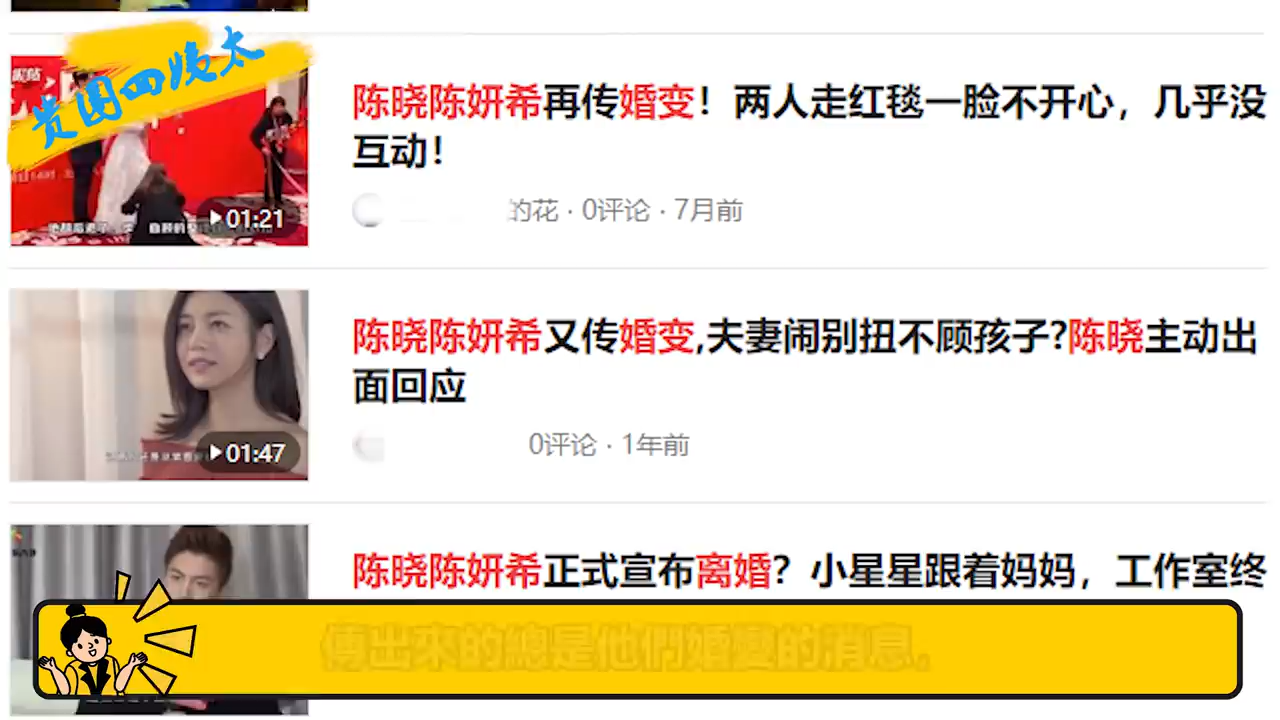 贵圈四姨太
陈晓陈妍希再传婚变！两人走红毯一脸不开心，几乎没
互动！
的花 · 0评论 · 7月前
01:21
陈晓陈妍希又传婚变,夫妻闹别扭不顾孩子?陈晓主动出
面回应
0评论 · 1年前
01:47
陈晓陈妍希正式宣布离婚？小星星跟着妈妈，工作室终
傳出來的總是他們婚變的消息，